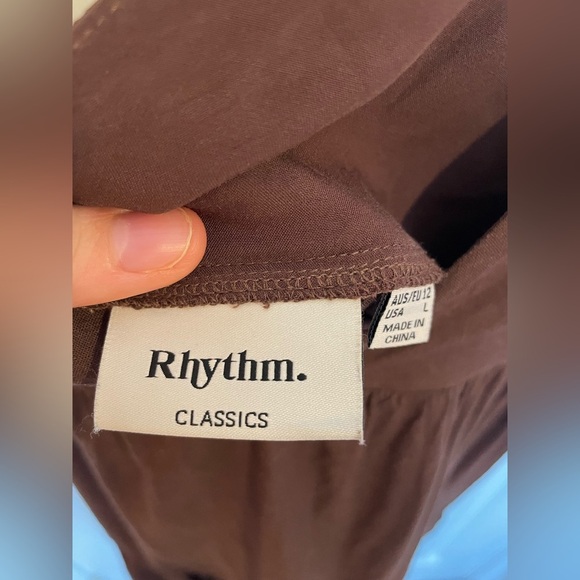 Rhythm.
CLASSICS
AUS/EU 12
USA L
MADE IN
CHINA